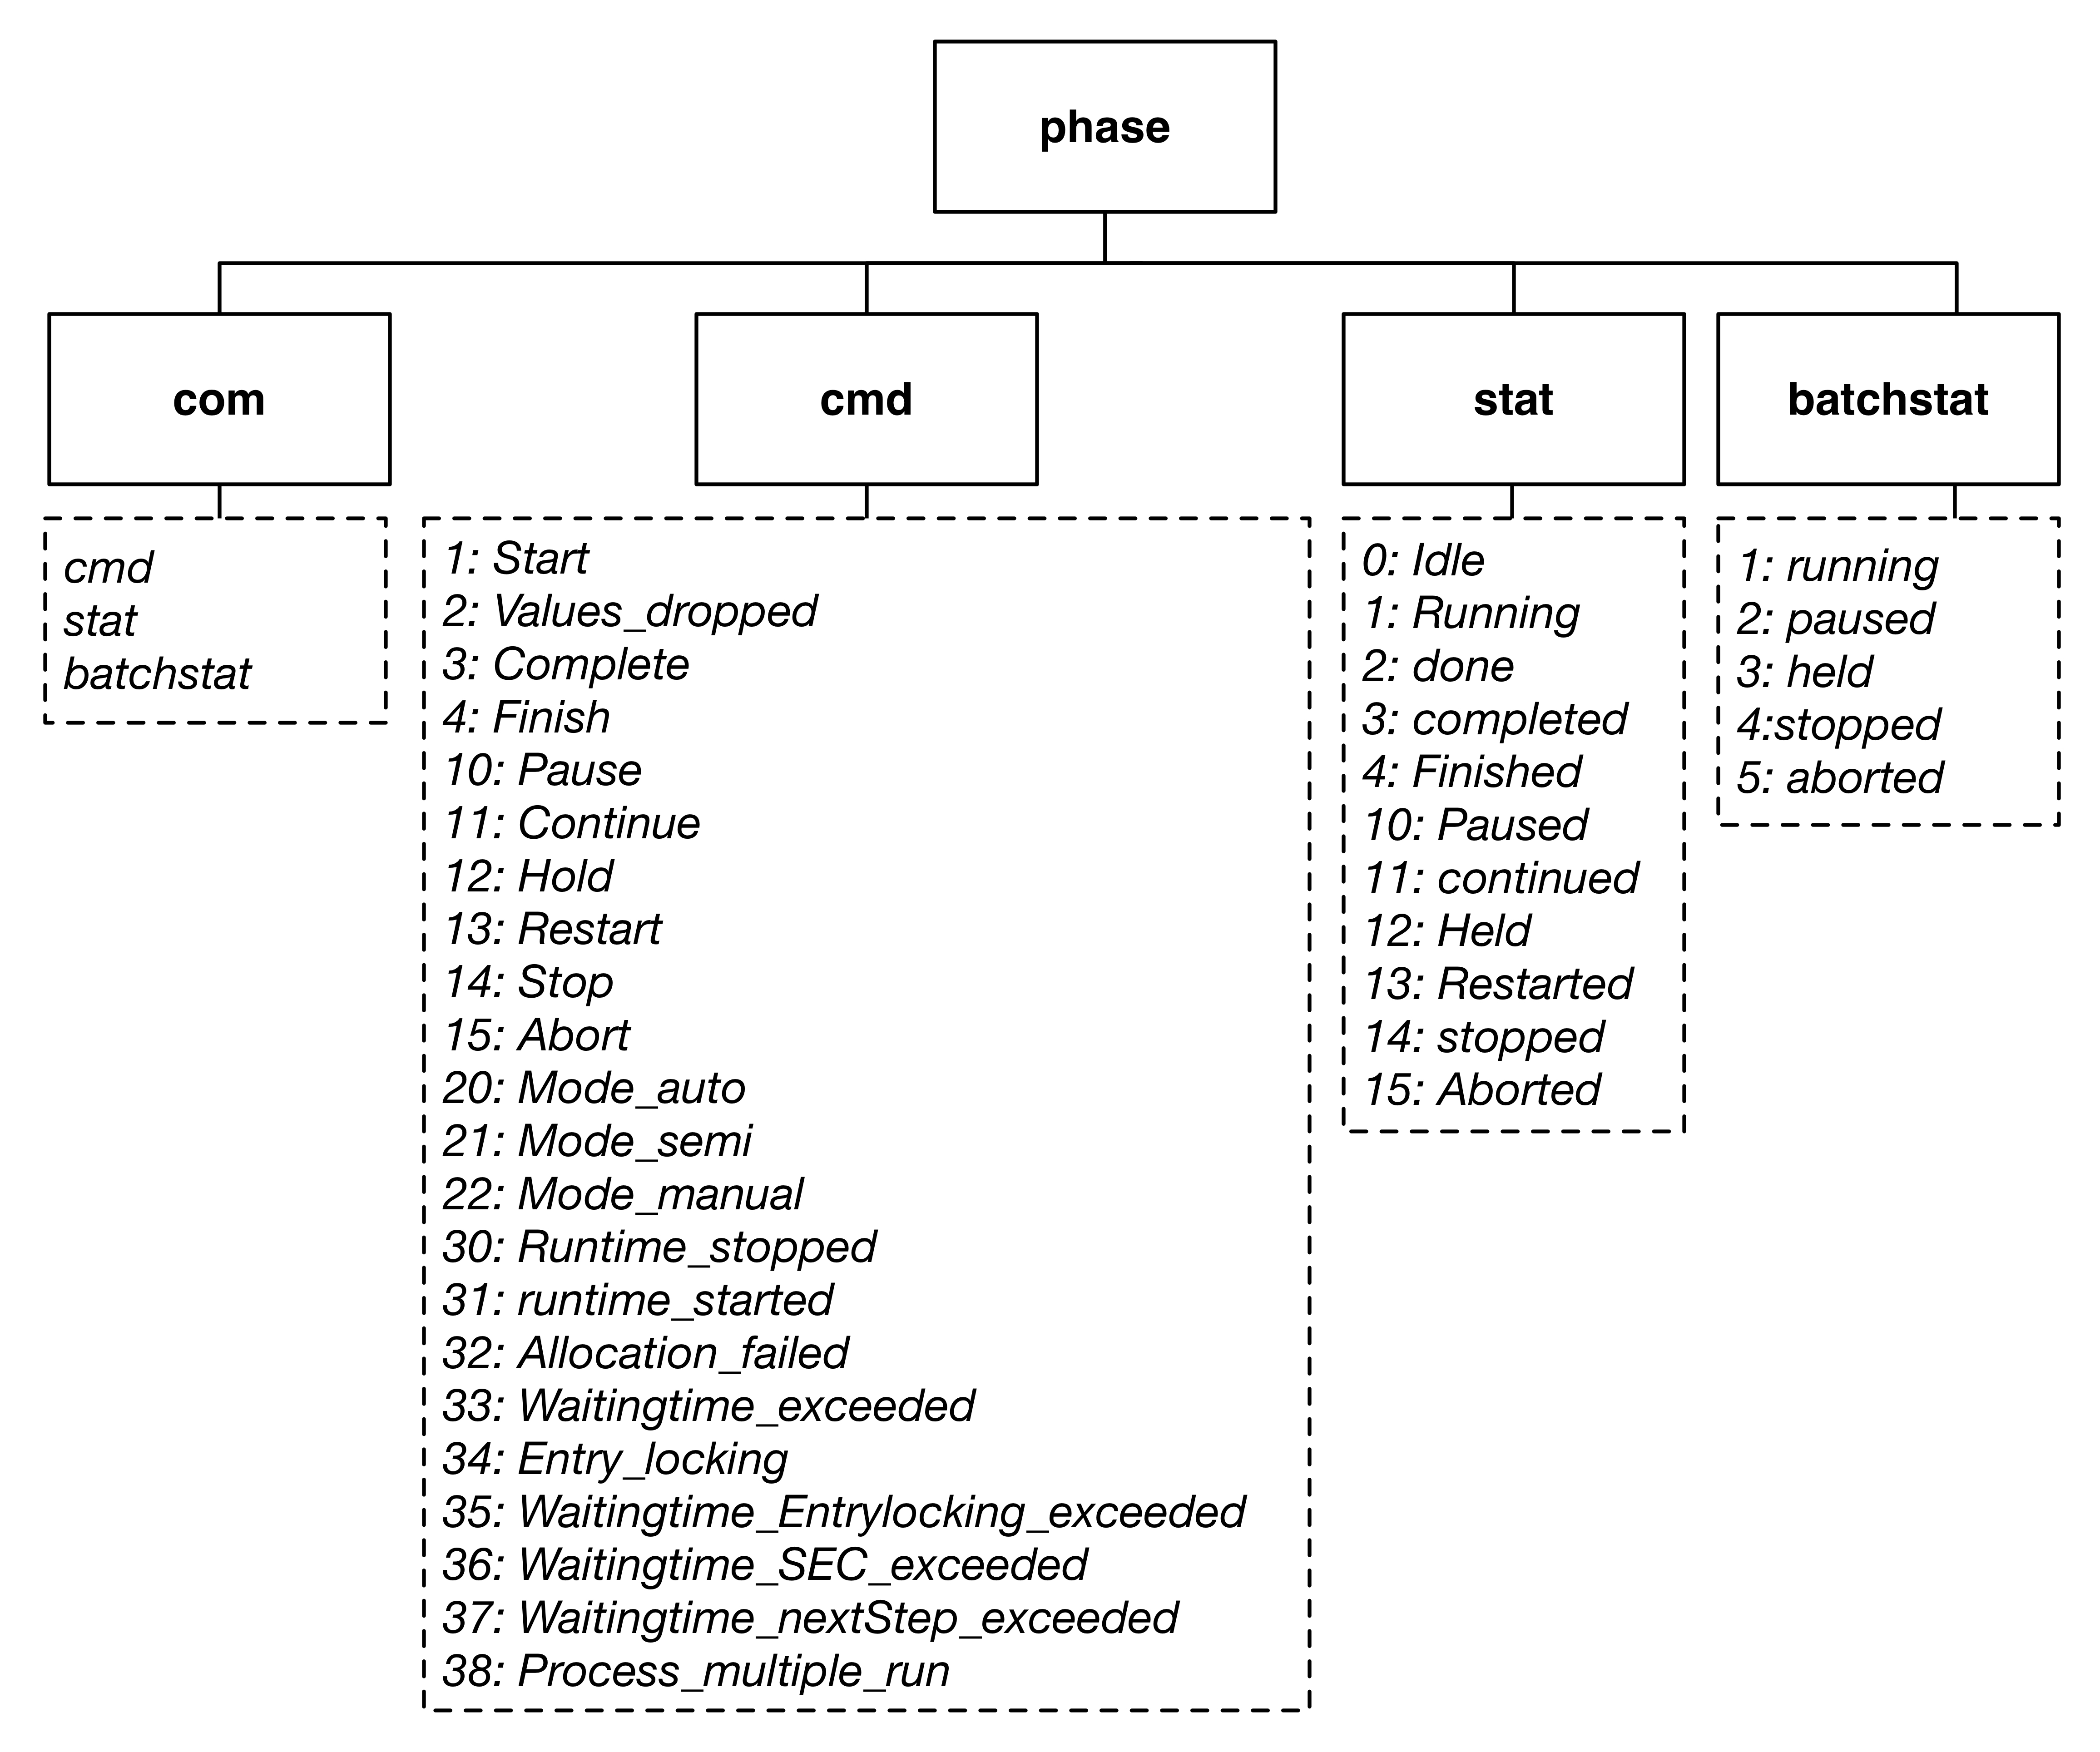 phase
com
cmd
stat
batchstat
cmd
stat
batchstat
1: Start
2: Values_dropped
3: Complete
4: Finish
10: Pause
11: Continue
12: Hold
13: Restart
14: Stop
15: Abort
20: Mode_auto
21: Mode_semi
22: Mode_manual
30: Runtime_stopped
31: runtime_started
32: Allocation_failed
33: Waitingtime_exceeded
34: Entry_locking
35: Waitingtime_Entrylocking_exceeded
36: Waitingtime_SEC_exceeded
37: Waitingtime_nextStep_exceeded
38: Process_multiple_run
0: Idle
1: Running
2: done
3: completed
4: Finished
10: Paused
11: continued
12: Held
13: Restarted
14: stopped
15: Aborted
1: running
2: paused
3: held
4:stopped
5: aborted